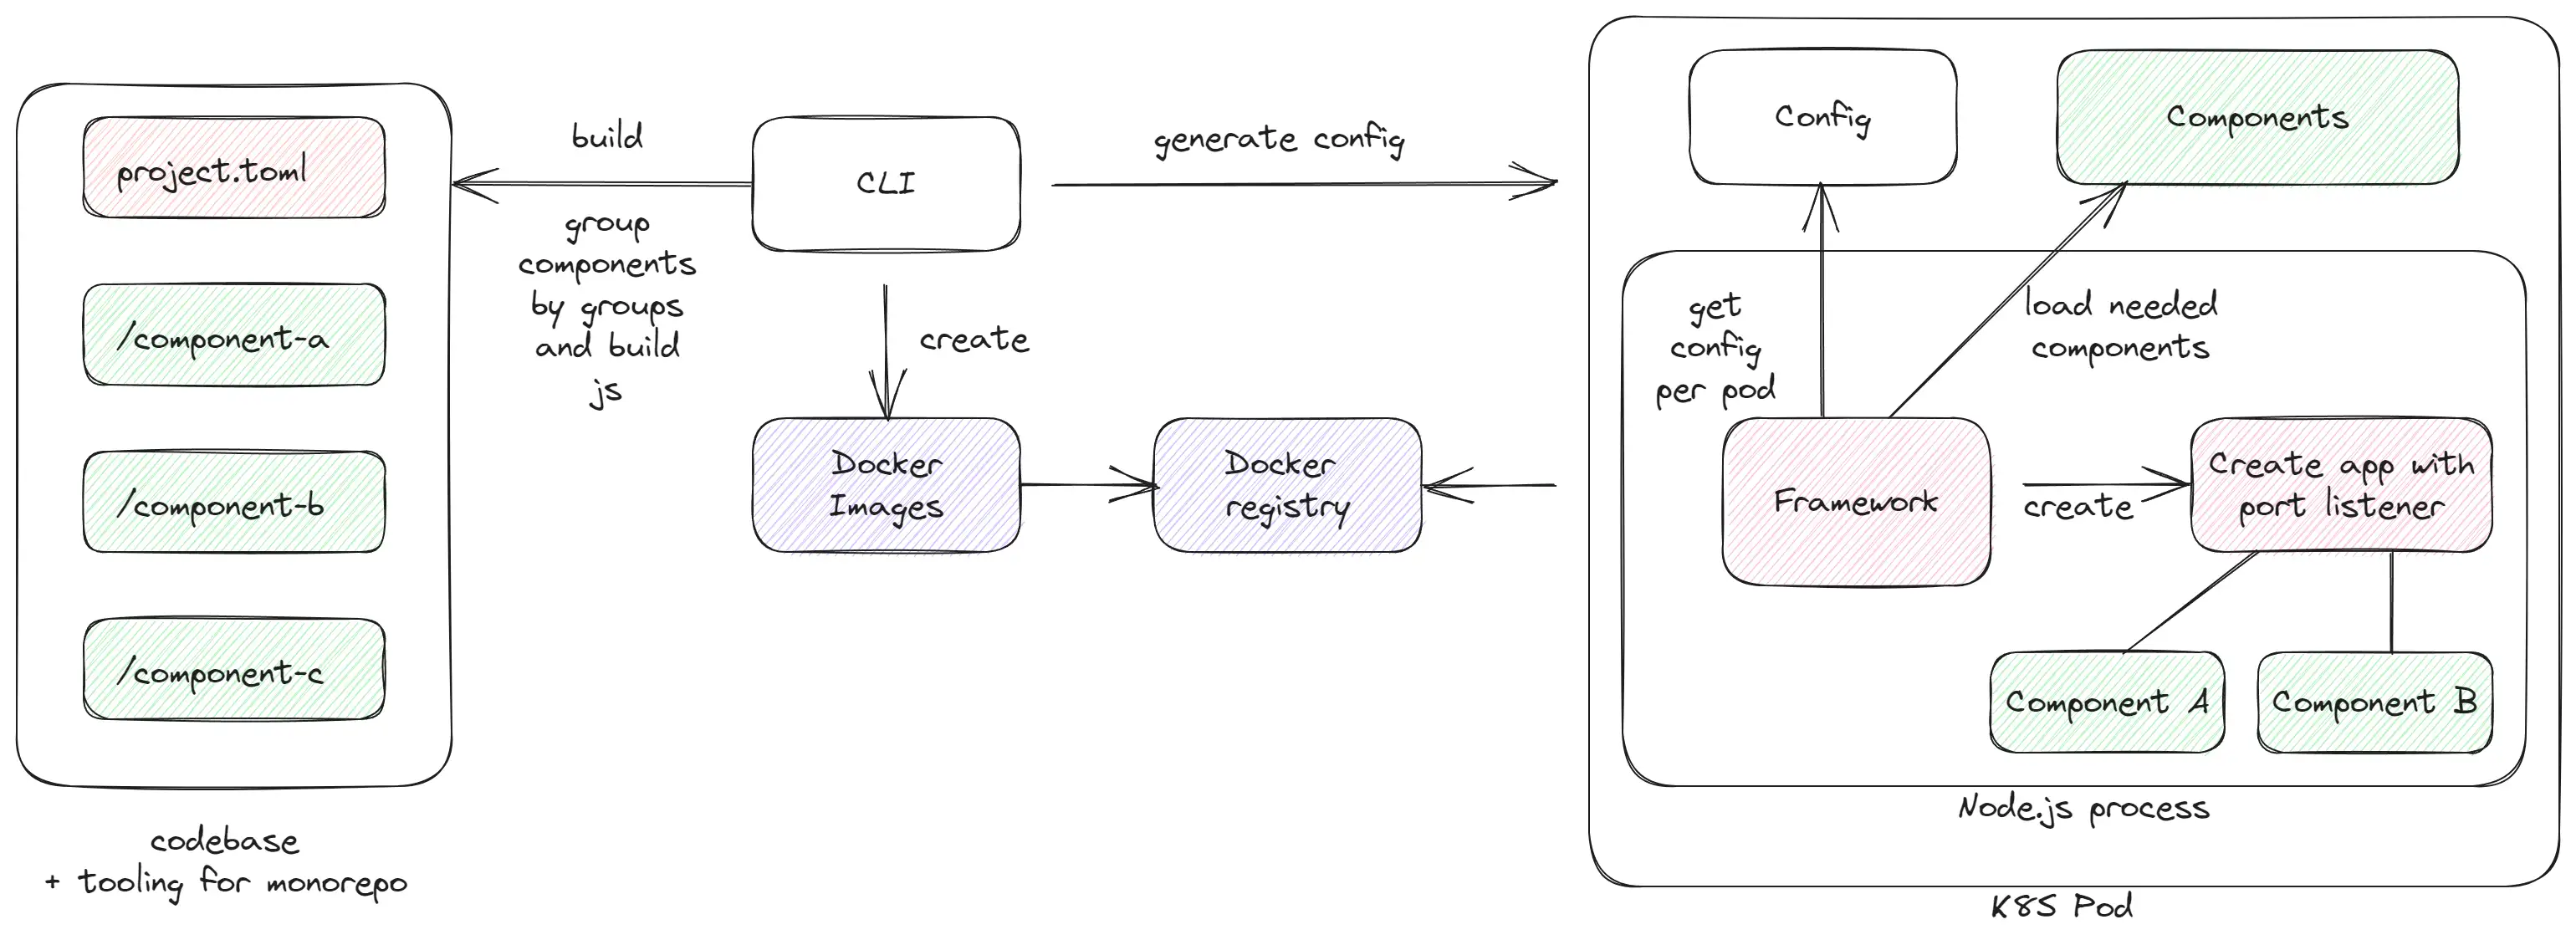 project.toml
/component-a
/component-b
/component-c
codebase
+ tooling for monorepo
build
group
components
by groups
and build
js
CLI
generate config
create
Docker
Images
Docker
registry
Config
Components
get
config
per pod
load needed
components
Framework
create
Create app with
port listener
Component A
Component B
Node.js process
K8S Pod